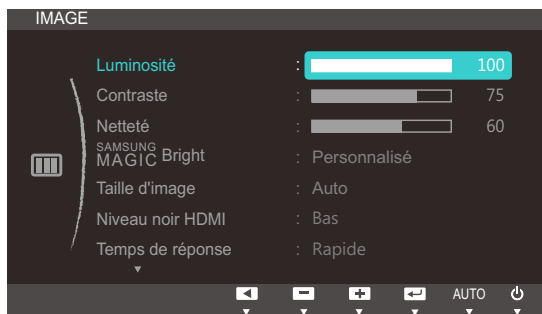 IMAGE
Luminosité : 100
Contraste : 75
Netteté : 60
SAMSUNG
MAGIC Bright : Personnalisé
Taille d'image : Auto
Niveau noir HDMI : Bas
Temps de réponse : Rapide
AUTO